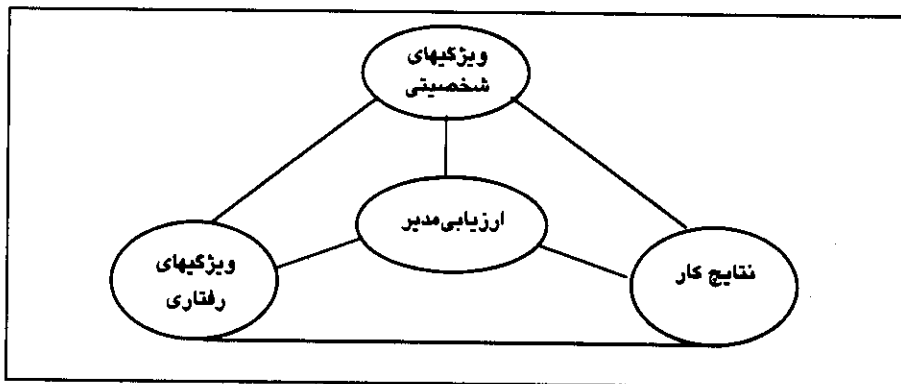 ویژگیهای
شخصیتی
ارزیابی مدیر
ویژگیهای
رفتاری
نتایج کار